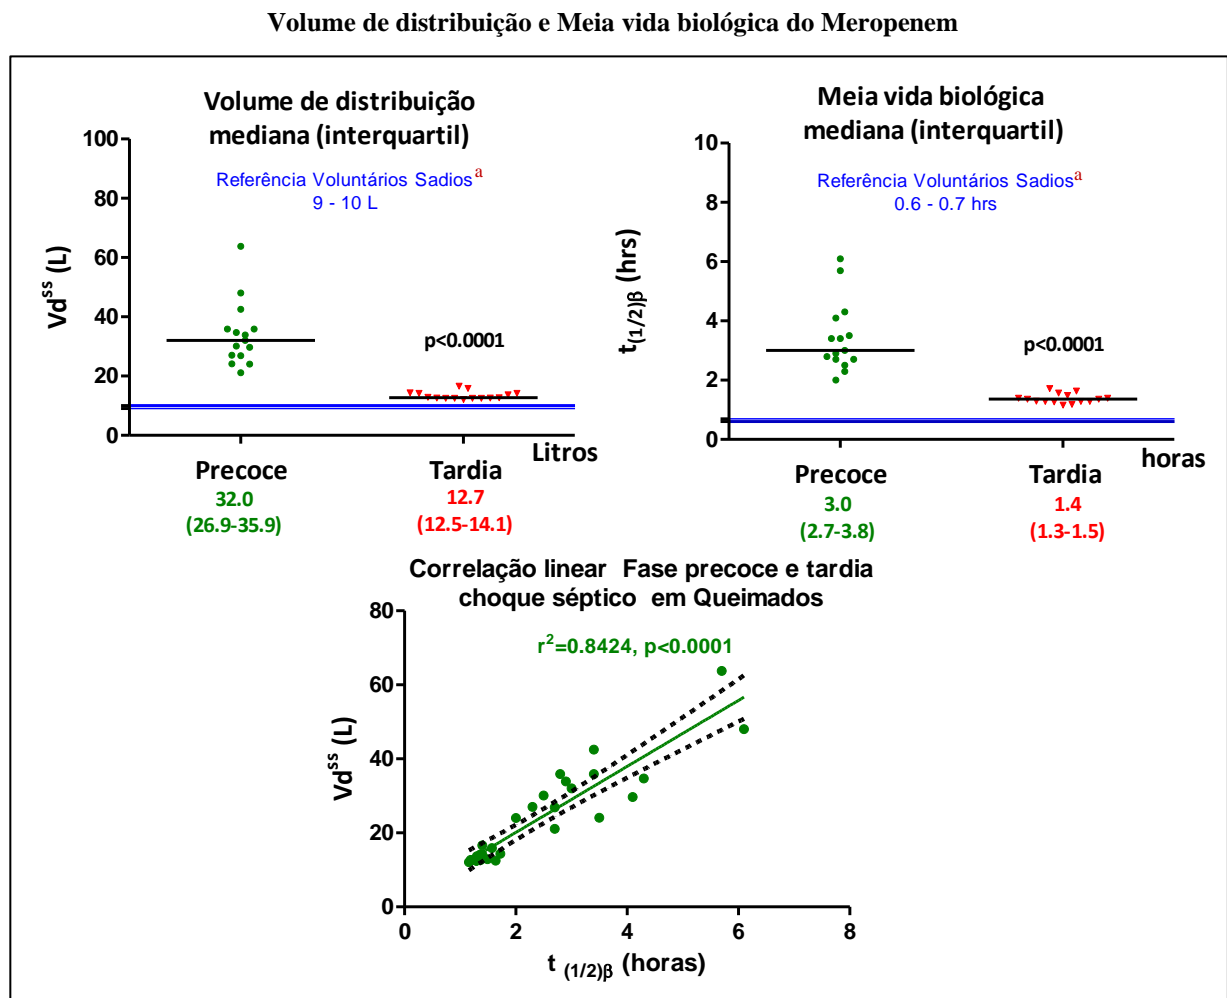 Volume de distribuição e Meia vida biológica do Meropenem
Volume de distribuição
mediana (interquartil)
Referência Voluntários Sadios a
9 - 10 L
Vd ss (L)
100
80
60
40
20
0
p<0.0001
Litros
Precoce
32.0
(26.9-35.9)
Tardia
12.7
(12.5-14.1)
Meia vida biológica
mediana (interquartil)
Referência Voluntários Sadios a
0.6 - 0.7 hrs
t(1/2)β (hrs)
10
8
6
4
2
0
p<0.0001
horas
Precoce
3.0
(2.7-3.8)
Tardia
1.4
(1.3-1.5)
Correlação linear Fase precoce e tardia
choque séptico em Queimados
r2=0.8424, p<0.0001
Vd ss (L)
80
60
40
20
0
0 2 4 6 8
t (1/2)β (horas)